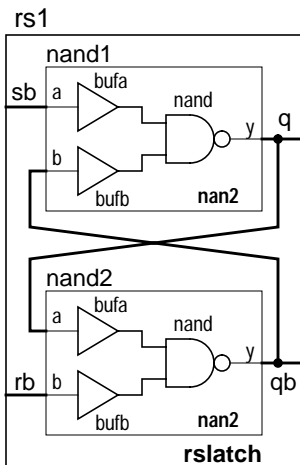 rs1
nand1
sb a bufa nand
y q
b
bufb nan2
nand2
a bufa nand
y
rb b qb
bufb nan2
rslatch